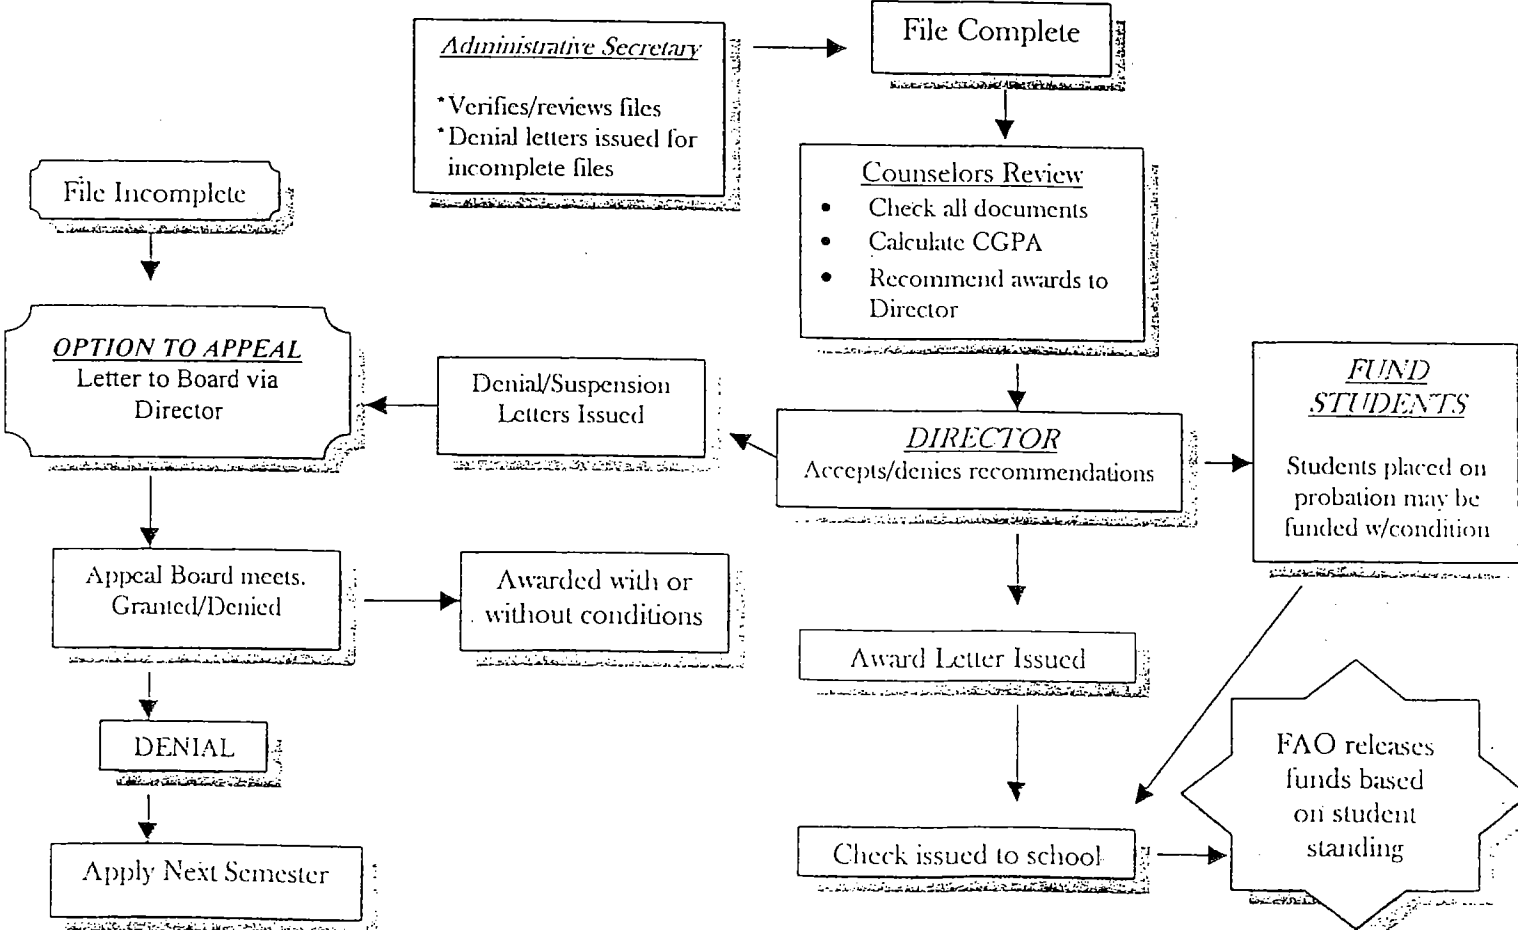 Administrative Secretary
*Verifies/reviews files
*Denial letters issued for
incomplete files
File Complete
File Incomplete
Counselors Review
• Check all documents
• Calculate CGPA
• Recommend awards to
Director
OPTION TO APPEAL
Letter to Board via
Director
Denial/Suspension
Letters Issued
DIRECTOR
Accepts/denies recommendations
FUND
STUDENTS
Students placed on
probation may be
funded w/condition
Appeal Board meets.
Granted/Denied
Awarded with or
without conditions
Award Letter Issued
DENIAL
FAO releases
funds based
on student
standing
Check issued to school
Apply Next Semester